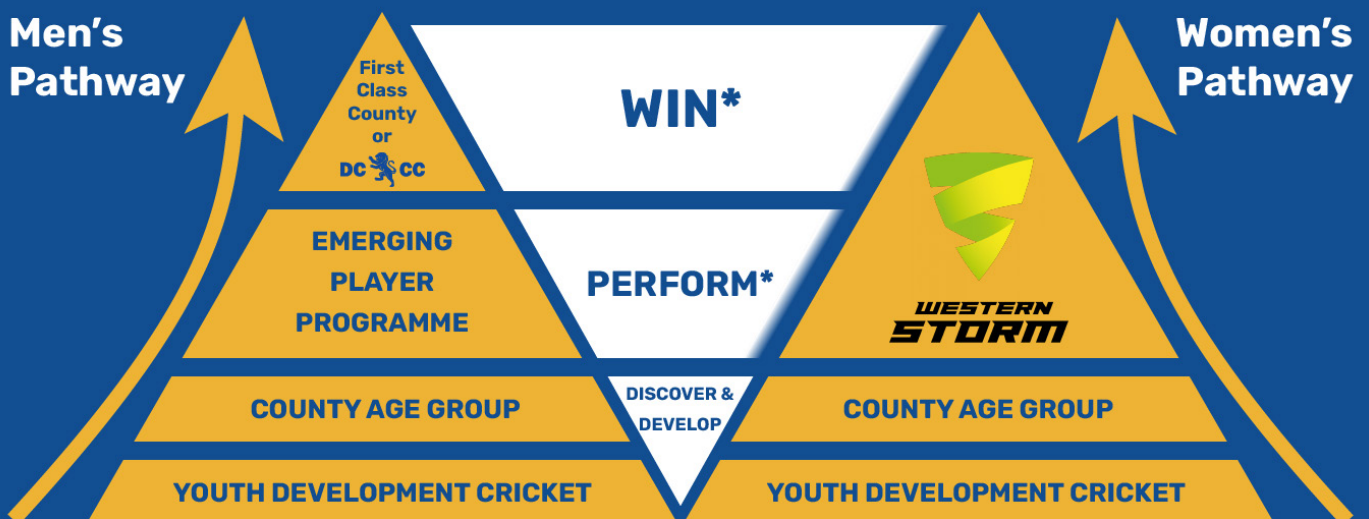 Men's
Pathway
First
Class
County
or
DC CC
EMERGING
PLAYER
PROGRAMME
COUNTY AGE GROUP
YOUTH DEVELOPMENT CRICKET
WIN*
PERFORM*
DISCOVER &
DEVELOP
Women's
Pathway
WESTERN
STORM
COUNTY AGE GROUP
YOUTH DEVELOPMENT CRICKET